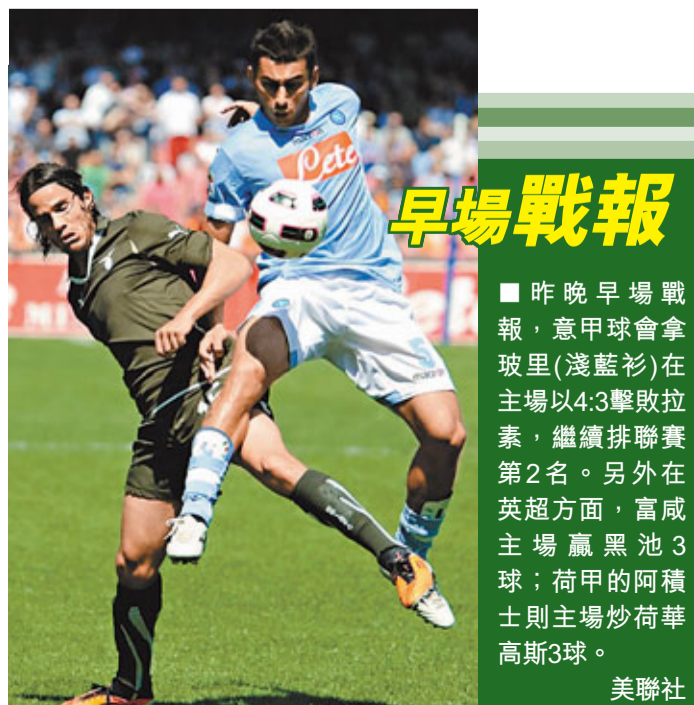 早場戰報
■昨晚早場戰
報，意甲球會拿
玻里(淺藍衫)在
主場以4:3擊敗拉
素，繼續排聯賽
第2名。另外在
英超方面，富咸
主場贏黑池3
球；荷甲的阿積
士則主場炒荷華
高斯3球。
美聯社
Lete
5